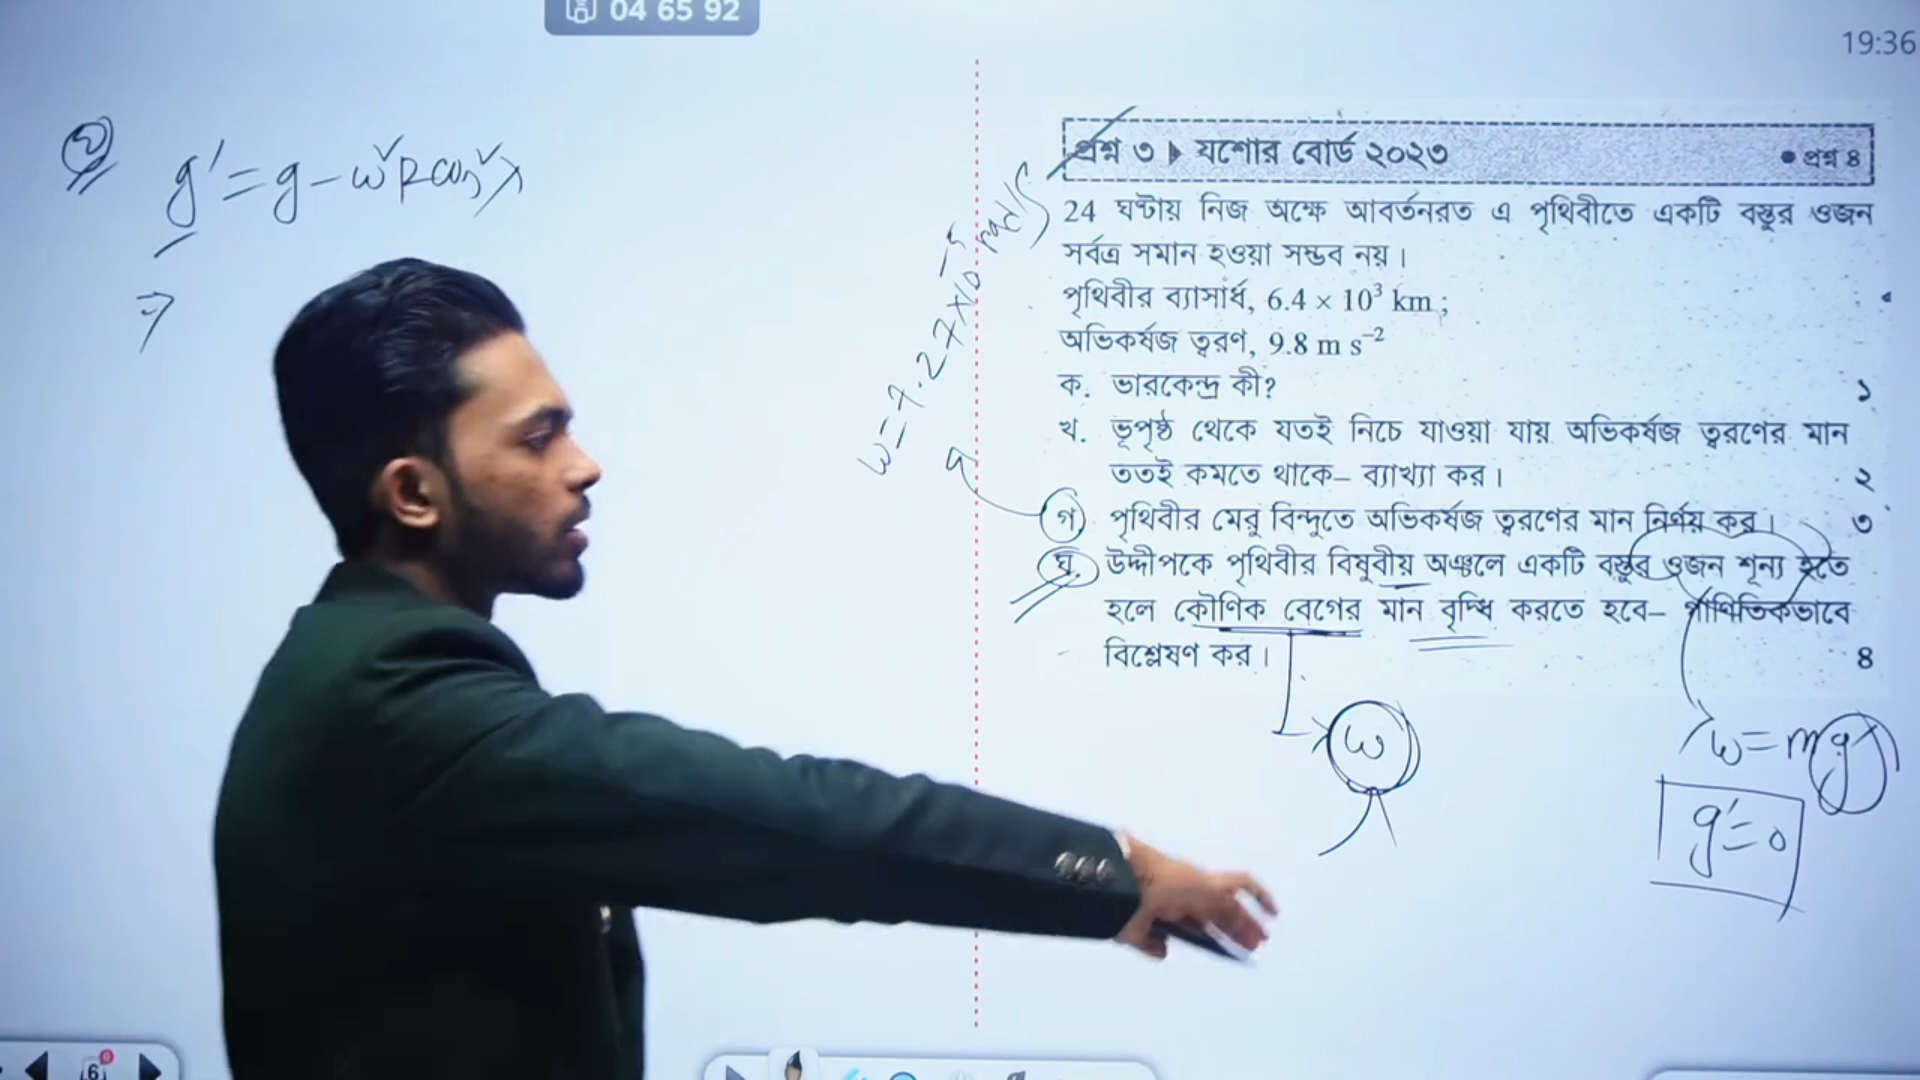 04 65 92
19:36
ঘ
g' = g - ω²R cos²λ
⇒
ω = 7.27×10⁻⁵ rad/s
প্রশ্ন ৩ ▶ যশোর বোর্ড ২০২৩ ● প্রশ্ন ৪
24 ঘণ্টায় নিজ অক্ষে আবর্তনরত এ পৃথিবীতে একটি বস্তুর ওজন
সর্বত্র সমান হওয়া সম্ভব নয়।
পৃথিবীর ব্যাসার্ধ, 6.4 × 10³ km ;
অভিকর্ষজ ত্বরণ, 9.8 m s⁻²
ক. ভারকেন্দ্র কী? ১
খ. ভূপৃষ্ঠ থেকে যতই নিচে যাওয়া যায় অভিকর্ষজ ত্বরণের মান
ততই কমতে থাকে– ব্যাখ্যা কর। ২
গ. পৃথিবীর মেরু বিন্দুতে অভিকর্ষজ ত্বরণের মান নির্ণয় কর। ৩
ঘ. উদ্দীপকে পৃথিবীর বিষুবীয় অঞ্চলে একটি বস্তুর ওজন শূন্য হতে
হলে কৌণিক বেগের মান বৃদ্ধি করতে হবে– গাণিতিকভাবে
বিশ্লেষণ কর। ৪
ω
w = mg
g' = 0
6